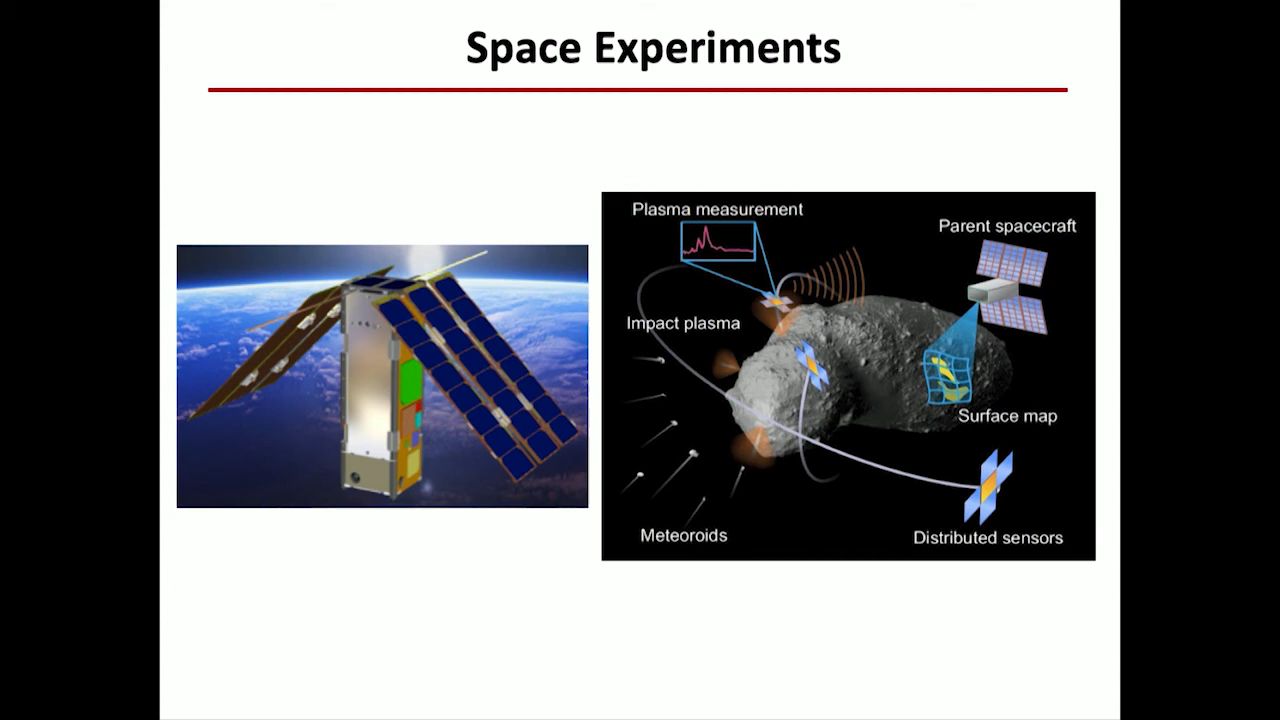 Space Experiments
Plasma measurement
Parent spacecraft
Impact plasma
Surface map
Meteoroids
Distributed sensors